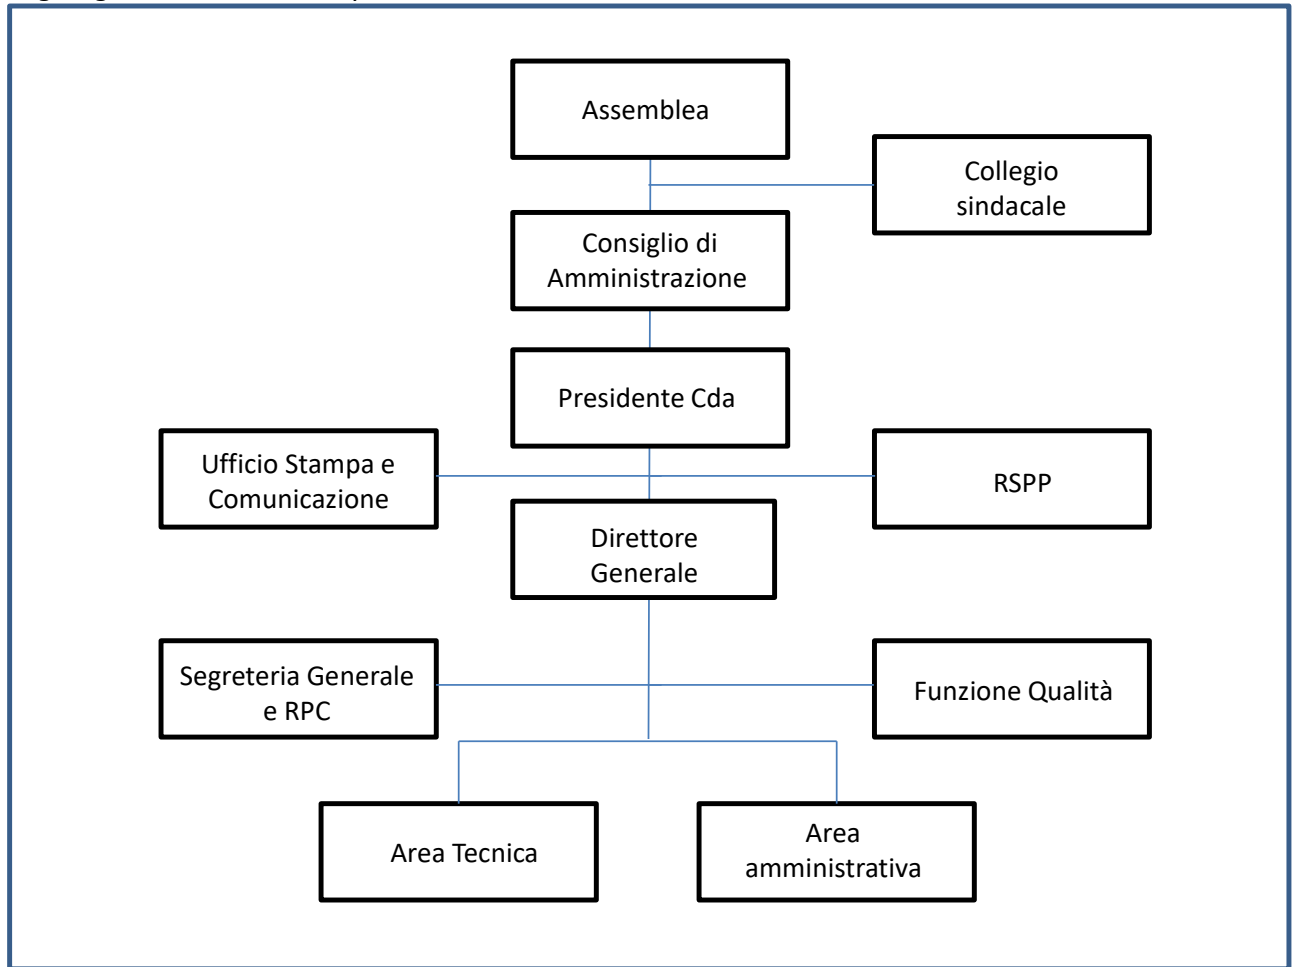 Assemblea
Collegio
sindacale
Consiglio di
Amministrazione
Presidente Cda
Ufficio Stampa e
Comunicazione
RSPP
Direttore
Generale
Segreteria Generale
e RPC
Funzione Qualità
Area Tecnica
Area
amministrativa